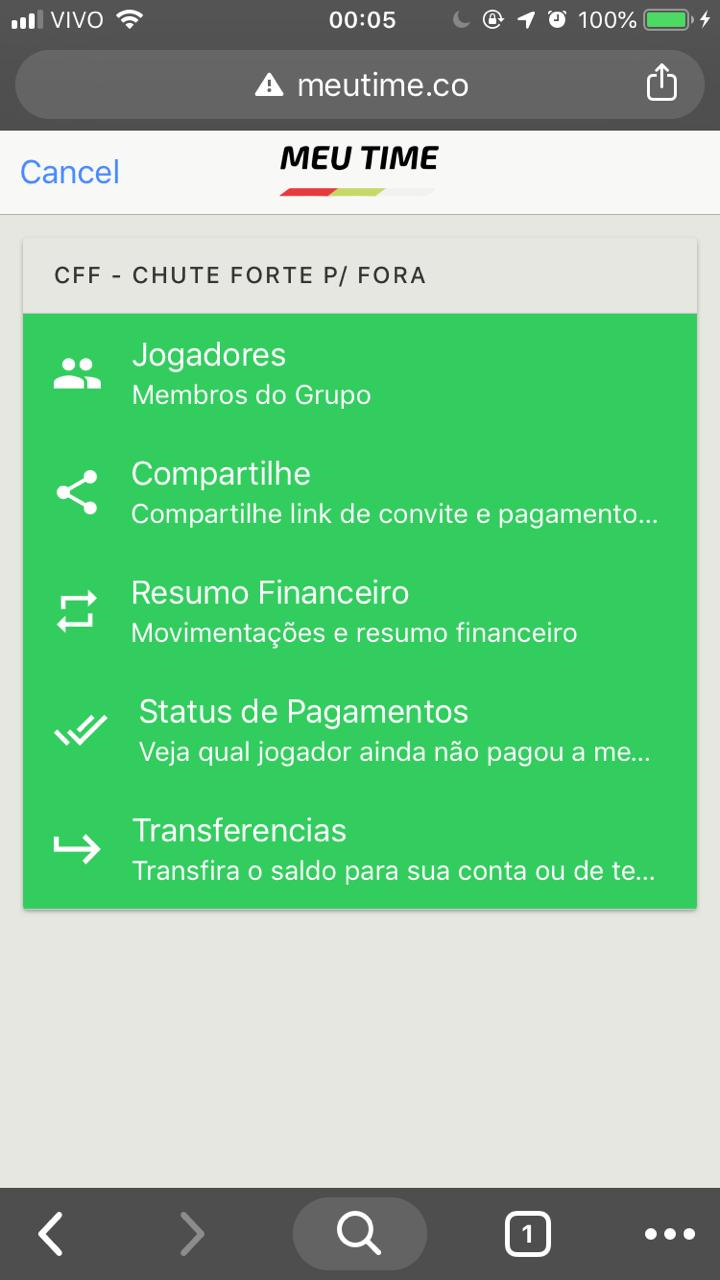 VIVO 00:05 100%
meutime.co
Cancel MEU TIME
CFF - CHUTE FORTE P/ FORA
Jogadores
Membros do Grupo
Compartilhe
Compartilhe link de convite e pagamento...
Resumo Financeiro
Movimentações e resumo financeiro
Status de Pagamentos
Veja qual jogador ainda não pagou a me...
Transferencias
Transfira o saldo para sua conta ou de te...
1